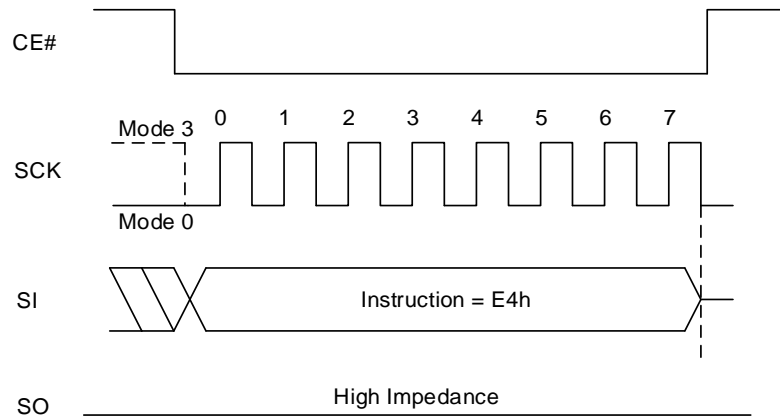 CE#
Mode 3
0 1 2 3 4 5 6 7
SCK
Mode 0
SI
Instruction = E4h
SO
High Impedance